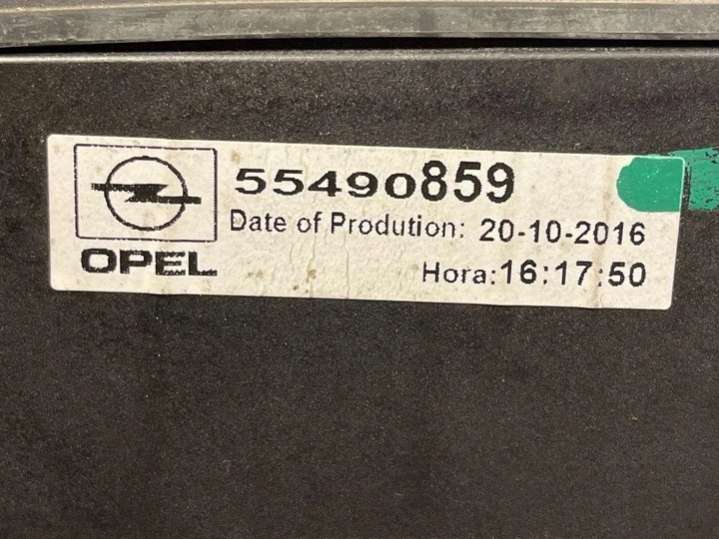 55490859
Date of Prodution: 20-10-2016
OPEL
Hora:16:17:50